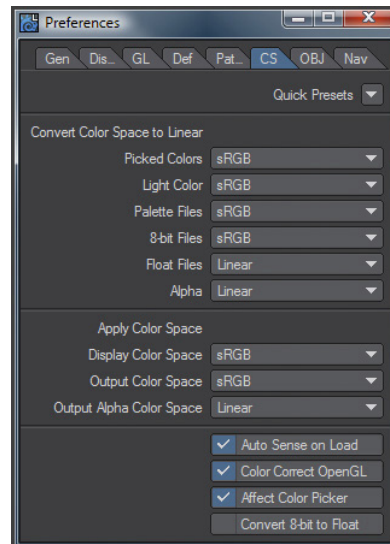 Preferences
Gen Dis... GL Def Pat... CS OBJ Nav
Quick Presets
Convert Color Space to Linear
Picked Colors sRGB
Light Color sRGB
Palette Files sRGB
8-bit Files sRGB
Float Files Linear
Alpha Linear
Apply Color Space
Display Color Space sRGB
Output Color Space sRGB
Output Alpha Color Space Linear
Auto Sense on Load
Color Correct OpenGL
Affect Color Picker
Convert 8-bit to Float